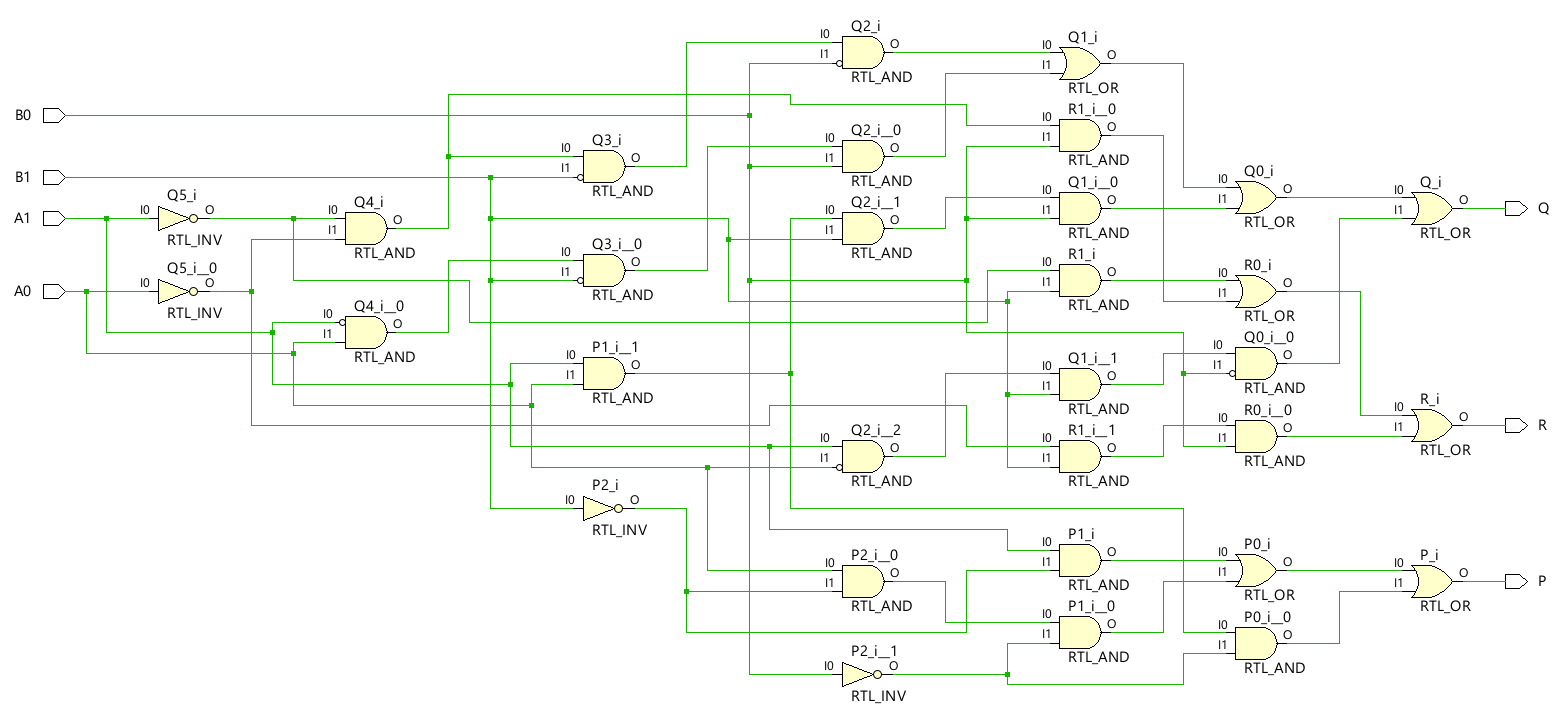 Q2_i
I0 O
I1
RTL_AND
Q1_i
I0 O
I1
RTL_OR
B0
R1_i__0
I0 O
I1
RTL_AND
Q3_i
I0 O
I1
RTL_AND
Q2_i__0
I0 O
I1
RTL_AND
B1
Q5_i
I0 O
RTL_INV
A1
Q4_i
I0 O
I1
RTL_AND
Q2_i__1
I0 O
I1
RTL_AND
Q1_i__0
I0 O
I1
RTL_AND
Q0_i
I0 O
I1
RTL_OR
Q_i
I0 O
I1
RTL_OR
Q
Q5_i__0
I0 O
RTL_INV
A0
Q3_i__0
I0 O
I1
RTL_AND
R1_i
I0 O
I1
RTL_AND
R0_i
I0 O
I1
RTL_OR
Q4_i__0
I0 O
I1
RTL_AND
P1_i__1
I0 O
I1
RTL_AND
Q1_i__1
I0 O
I1
RTL_AND
Q0_i__0
I0 O
I1
RTL_AND
Q2_i__2
I0 O
I1
RTL_AND
R1_i__1
I0 O
I1
RTL_AND
R0_i__0
I0 O
I1
RTL_AND
R_i
I0 O
I1
RTL_OR
R
P2_i
I0 O
RTL_INV
P2_i__0
I0 O
I1
RTL_AND
P1_i
I0 O
I1
RTL_AND
P0_i
I0 O
I1
RTL_OR
P_i
I0 O
I1
RTL_OR
P
P1_i__0
I0 O
I1
RTL_AND
P0_i__0
I0 O
I1
RTL_AND
P2_i__1
I0 O
RTL_INV